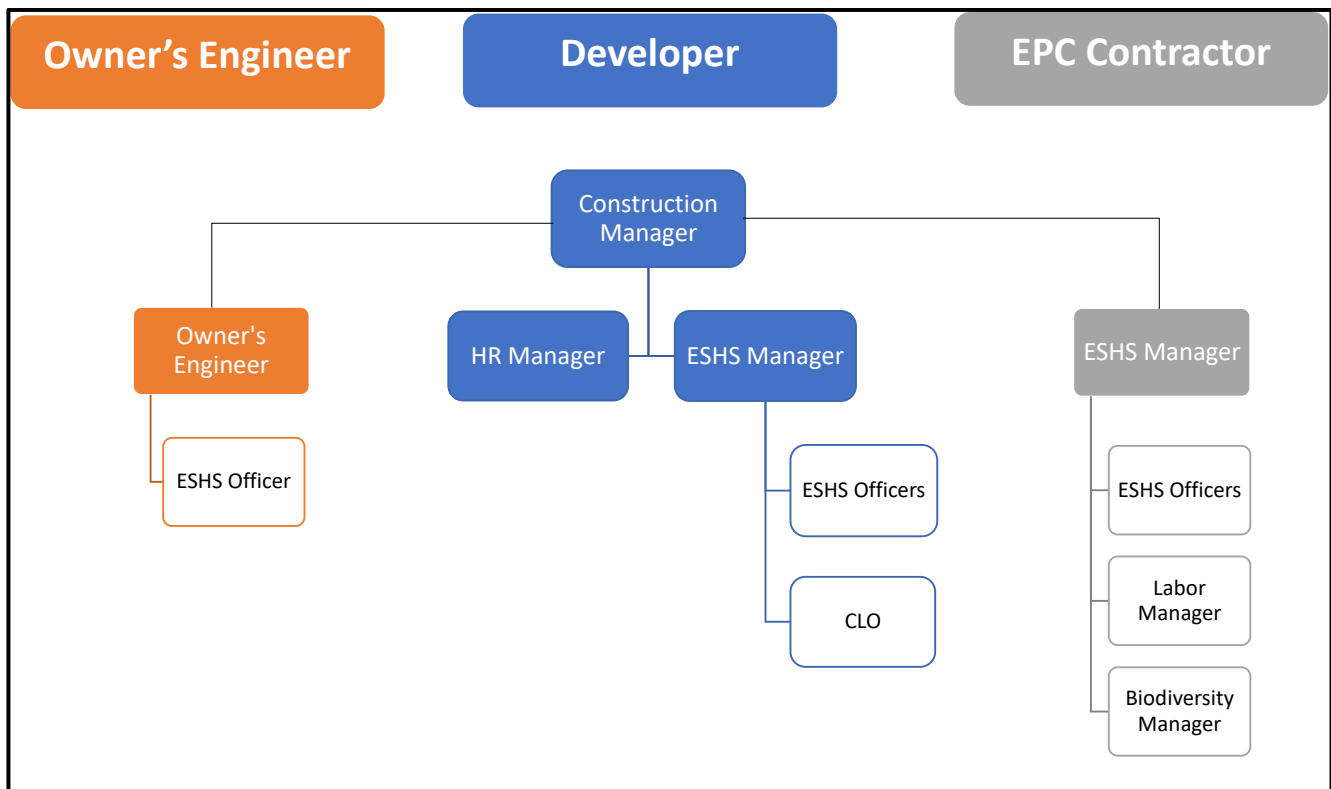 Owner’s Engineer
Developer
EPC Contractor
Construction
Manager
Owner's
Engineer
HR Manager
ESHS Manager
ESHS Manager
ESHS Officer
ESHS Officers
ESHS Officers
CLO
Labor
Manager
Biodiversity
Manager